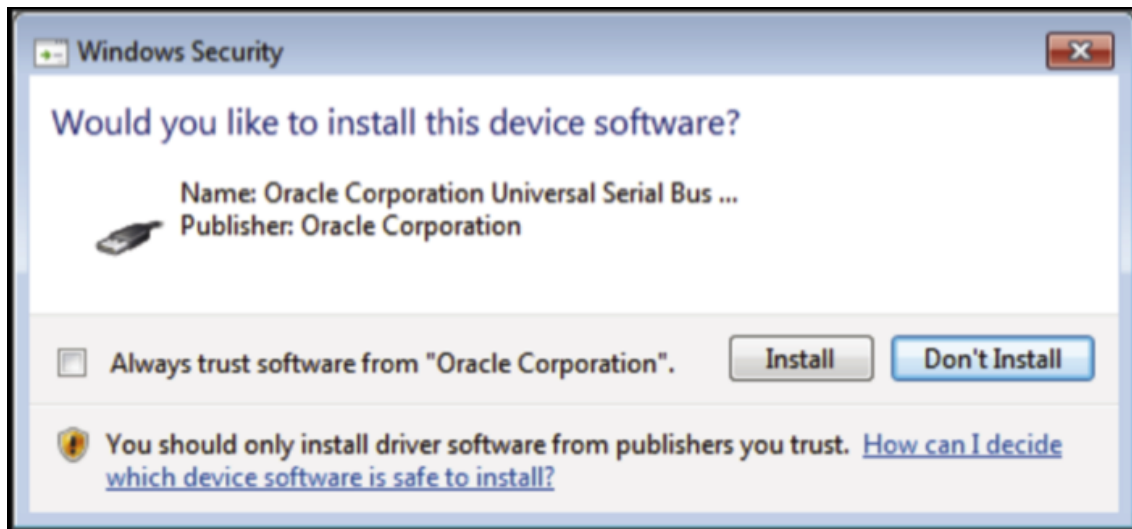 Windows Security
Would you like to install this device software?
Name: Oracle Corporation Universal Serial Bus ...
Publisher: Oracle Corporation
Always trust software from "Oracle Corporation".
Install
Don't Install
You should only install driver software from publishers you trust. How can I decide
which device software is safe to install?